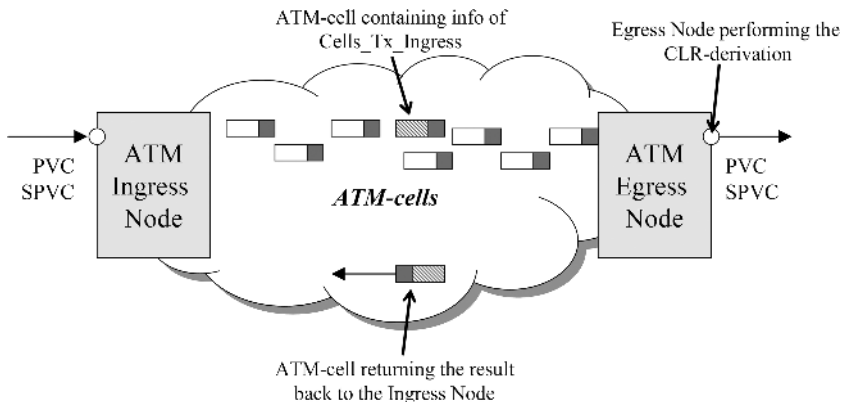 ATM-cell containing info of
Cells_Tx_Ingress
Egress Node performing the
CLR-derivation
PVC
SPVC
ATM
Ingress
Node
ATM-cells
ATM
Egress
Node
PVC
SPVC
ATM-cell returning the result
back to the Ingress Node